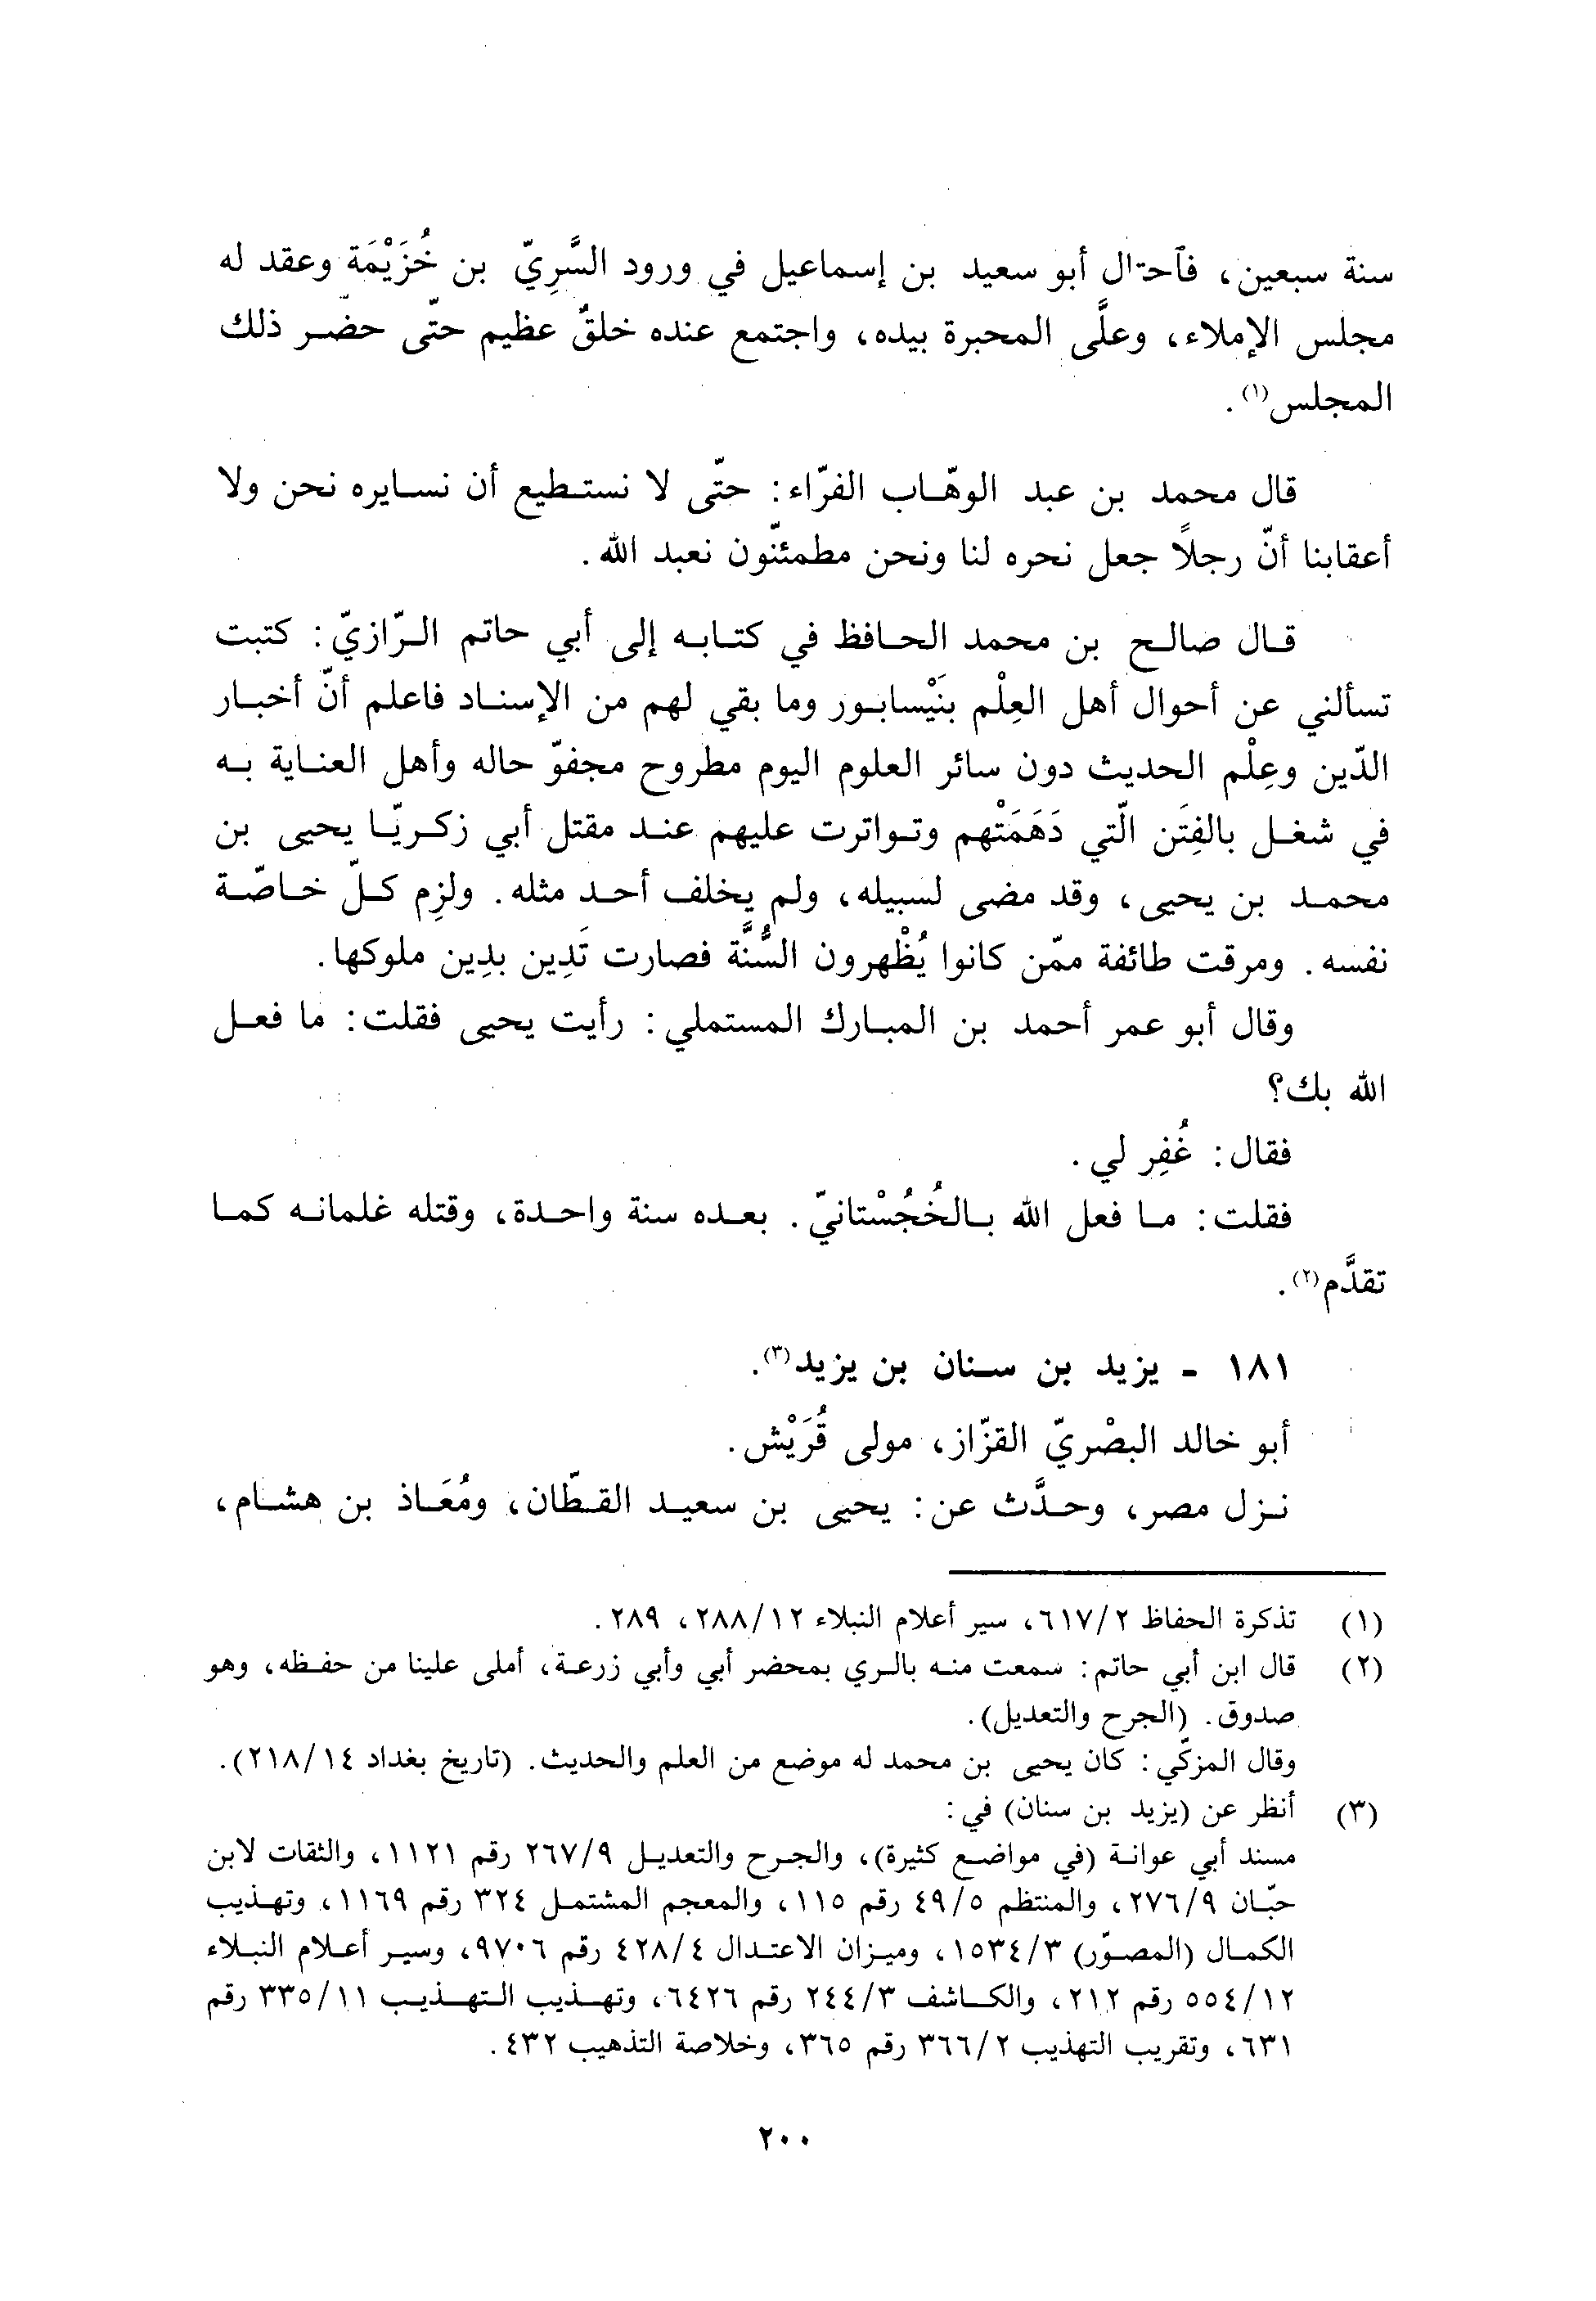 سنة سبعين، فآحتال أبو سعيد بن إسماعيل في ورود السَّرِيّ بن خُزَيْمَة وعقد له
مجلس الإملاء، وعلَّى المحبرة بيده، واجتمع عنده خلقٌ عظيم حتّى حضر ذلك
المجلس(١).
قال محمد بن عبد الوهّاب الفرّاء: حتّى لا نستطيع أن نسايره نحن ولا
أعقابنا أنّ رجلاً جعل نحره لنا ونحن مطمئنّون نعبد الله.
قال صالح بن محمد الحافظ في كتابه إلى أبي حاتم الرّازيّ: كتبت
تسألني عن أحوال أهل العِلْم بنَيْسابور وما بقي لهم من الإسناد فاعلم أنّ أخبار
الدّين وعِلْم الحديث دون سائر العلوم اليوم مطروح مجفوّ حاله وأهل العناية به
في شغل بالفِتَن الّتي دَهَمَتْهم وتواترت عليهم عند مقتل أبي زكريّا يحيى بن
محمد بن يحيى، وقد مضى لسبيله، ولم يخلف أحد مثله. ولزِم كلّ خاصّة
نفسه. ومرقت طائفة ممّن كانوا يُظْهرون السُّنَّة فصارت تَدِين بدِين ملوكها.
وقال أبو عمر أحمد بن المبارك المستملي: رأيت يحيى فقلت: ما فعل
الله بك؟
فقال: غُفِر لي.
فقلت: ما فعل الله بالخُجُسْتانيّ. بعده سنة واحدة، وقتله غلمانه كما
تقدَّم(٢).
١٨١ - يزيد بن سنان بن يزيد(٣).
أبو خالد البصْريّ القزّاز، مولى قُرَيْش.
نزل مصر، وحدَّث عن: يحيى بن سعيد القطّان، ومُعَاذ بن هشام،
(١) تذكرة الحفاظ ٦١٧/٢، سير أعلام النبلاء ٢٨٨/١٢، ٢٨٩.
(٢) قال ابن أبي حاتم: سمعت منه بالري بمحضر أبي وأبي زرعة، أملى علينا من حفظه، وهو
صدوق. (الجرح والتعديل).
وقال المزكّي: كان يحيى بن محمد له موضع من العلم والحديث. (تاريخ بغداد ٢١٨/١٤).
(٣) أنظر عن (يزيد بن سنان) في:
مسند أبي عوانة (في مواضع كثيرة)، والجرح والتعديل ٢٦٧/٩ رقم ١١٢١، والثقات لابن
حبّان ٢٧٦/٩، والمنتظم ٤٩/٥ رقم ١١٥، والمعجم المشتمل ٣٢٤ رقم ١١٦٩، وتهذيب
الكمال (المصوّر) ١٥٣٤/٣، وميزان الاعتدال ٤٢٨/٤ رقم ٩٧٠٦، وسير أعلام النبلاء
٥٥٤/١٢ رقم ٢١٢، والكاشف ٢٤٤/٣ رقم ٦٤٢٦، وتهذيب التهذيب ٣٣٥/١١ رقم
٦٣١، وتقريب التهذيب ٣٦٦/٢ رقم ٣٦٥، وخلاصة التذهيب ٤٣٢.
٢٠٠